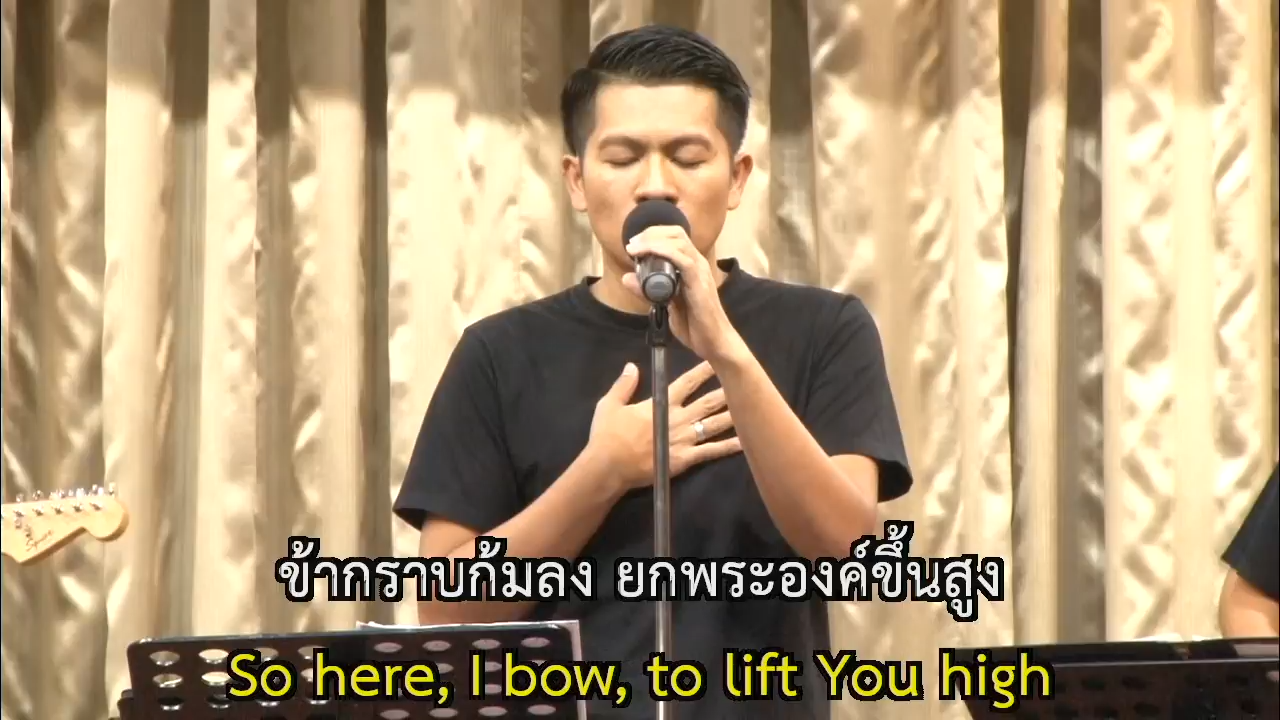 ข้ากราบก้มลง ยกพระองค์ขึ้นสูง
So here, I bow, to lift You high